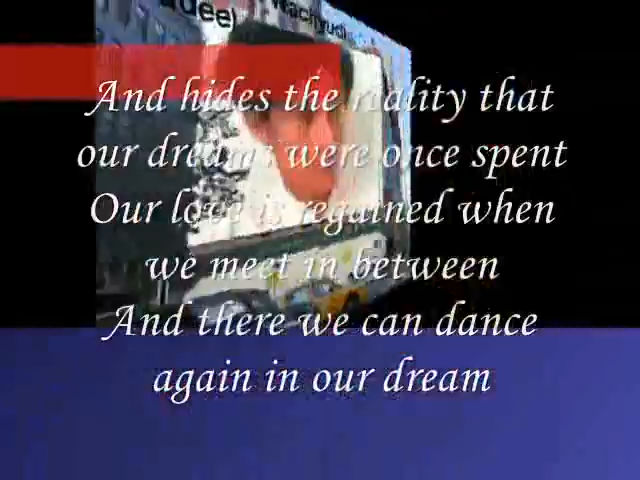 And hides the reality that
our dreams were once spent
Our love is regained when
we meet in between
And there we can dance
again in our dream